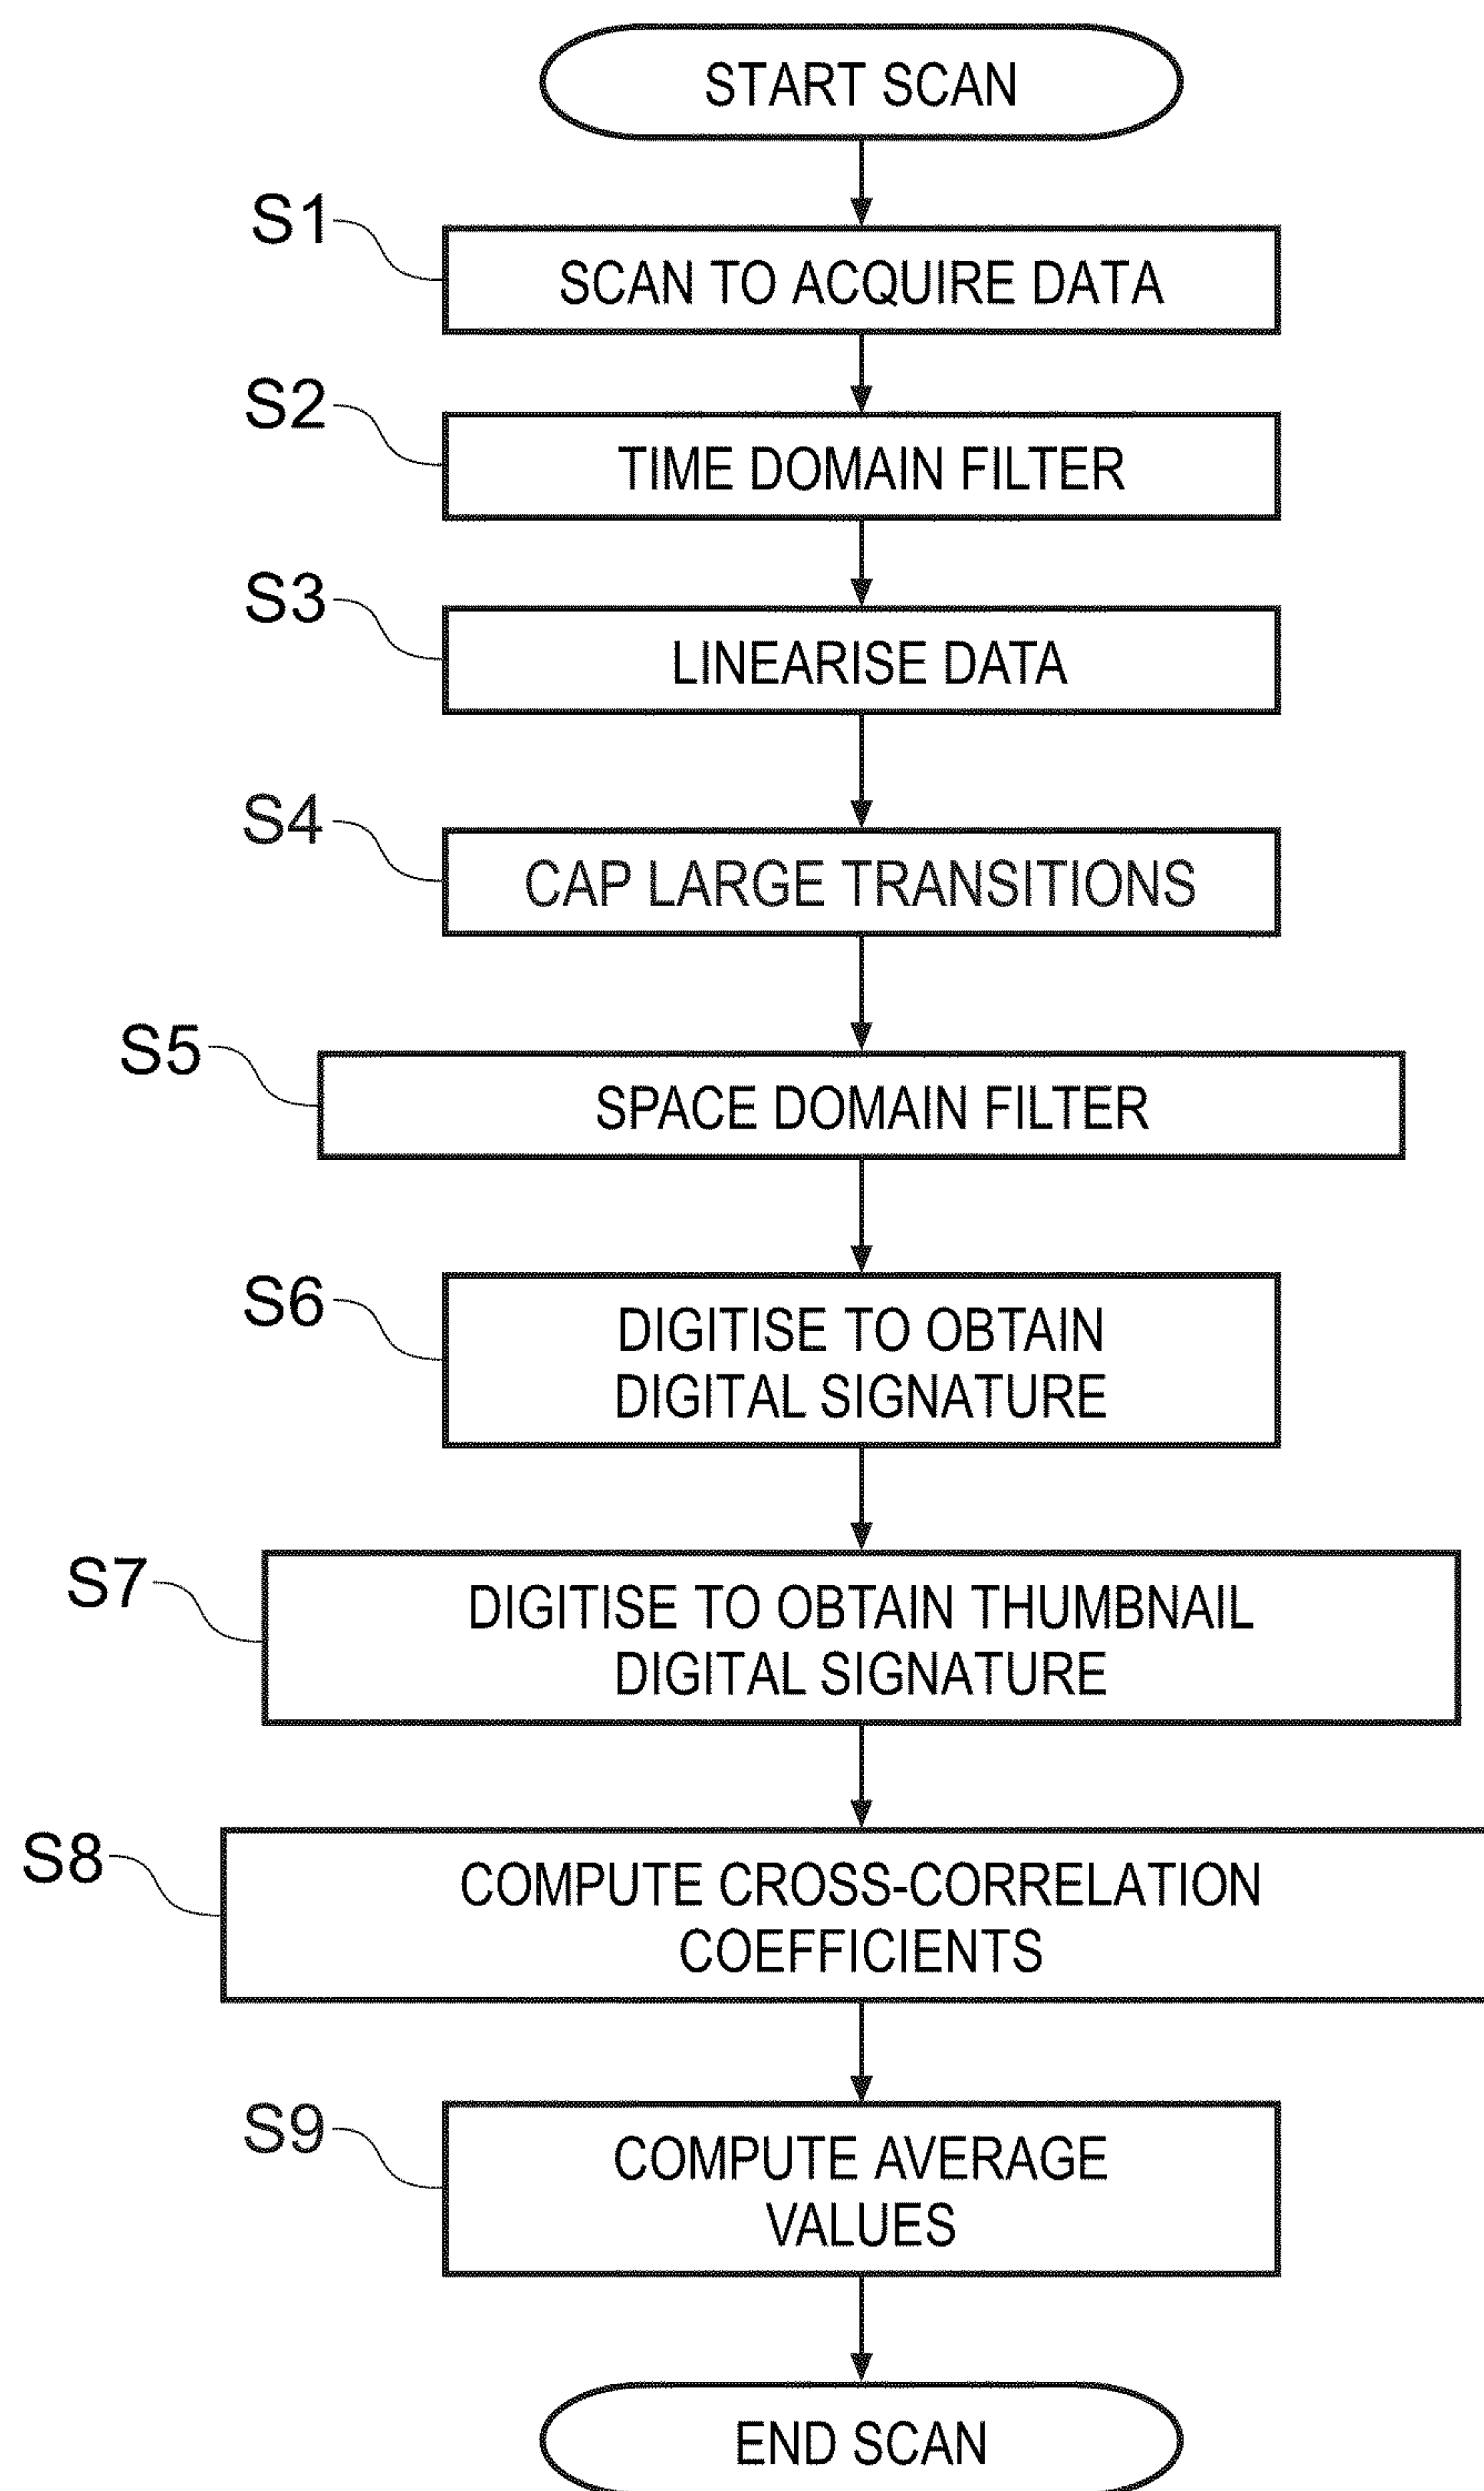 START SCAN
S1
SCAN TO ACQUIRE DATA
S2
TIME DOMAIN FILTER
S3
LINEARISE DATA
S4
CAP LARGE TRANSITIONS
S5
SPACE DOMAIN FILTER
S6
DIGITISE TO OBTAIN
DIGITAL SIGNATURE
S7
DIGITISE TO OBTAIN THUMBNAIL
DIGITAL SIGNATURE
S8
COMPUTE CROSS-CORRELATION
COEFFICIENTS
S9
COMPUTE AVERAGE
VALUES
END SCAN